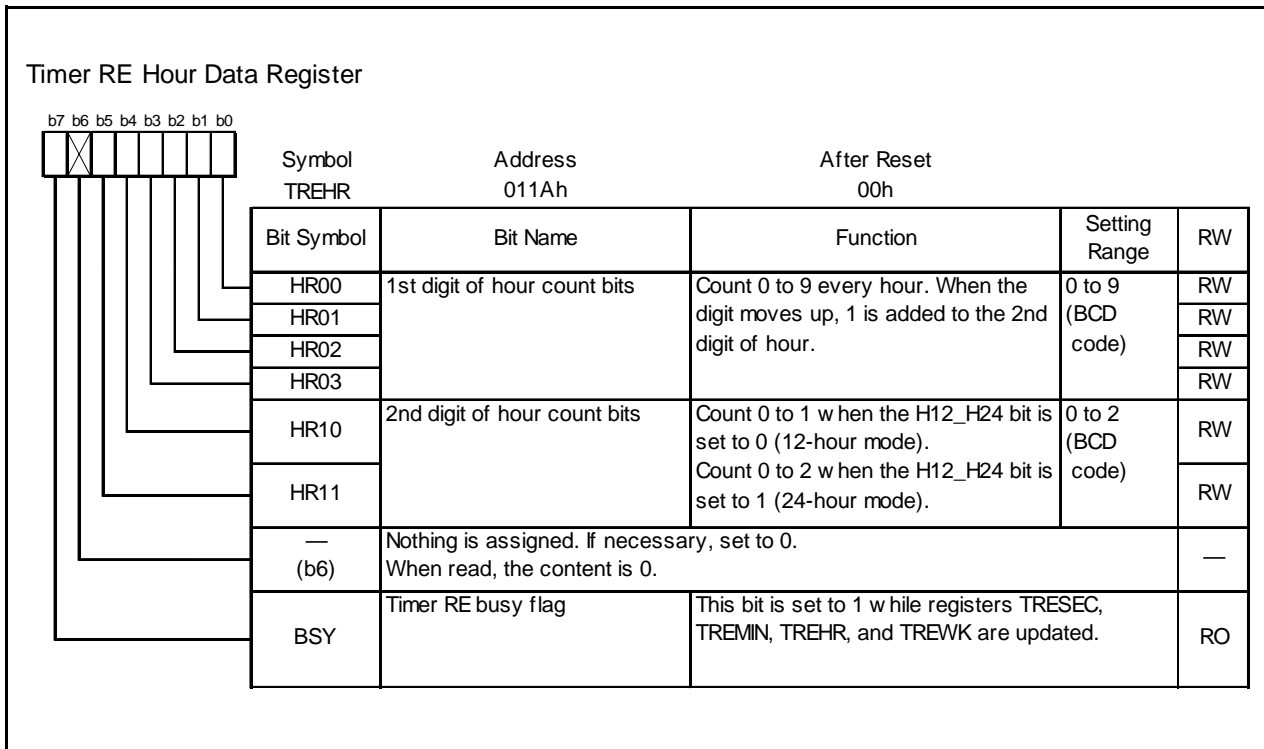 Timer RE Hour Data Register
b7 b6 b5 b4 b3 b2 b1 b0
Symbol Address After Reset
TREHR 011Ah 00h
Bit Symbol Bit Name Function Setting Range RW
HR00 1st digit of hour count bits Count 0 to 9 every hour. When the 0 to 9 RW
HR01 digit moves up, 1 is added to the 2nd (BCD RW
HR02 digit of hour. code) RW
HR03 RW
HR10 2nd digit of hour count bits Count 0 to 1 when the H12_H24 bit is 0 to 2 RW
set to 0 (12-hour mode). (BCD
HR11 Count 0 to 2 when the H12_H24 bit is code) RW
set to 1 (24-hour mode).
— Nothing is assigned. If necessary, set to 0. —
(b6) When read, the content is 0.
BSY Timer RE busy flag This bit is set to 1 while registers TRESEC, RO
TREMIN, TREHR, and TREWK are updated.